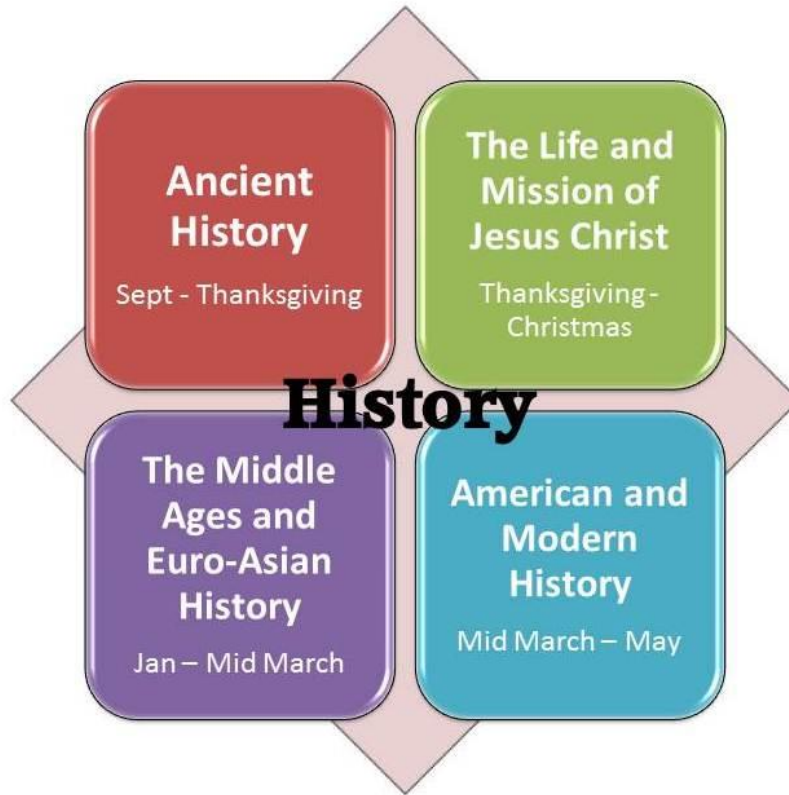 Ancient
History
Sept - Thanksgiving
The Life and
Mission of
Jesus Christ
Thanksgiving -
Christmas
History
The Middle
Ages and
Euro-Asian
History
Jan – Mid March
American and
Modern
History
Mid March – May